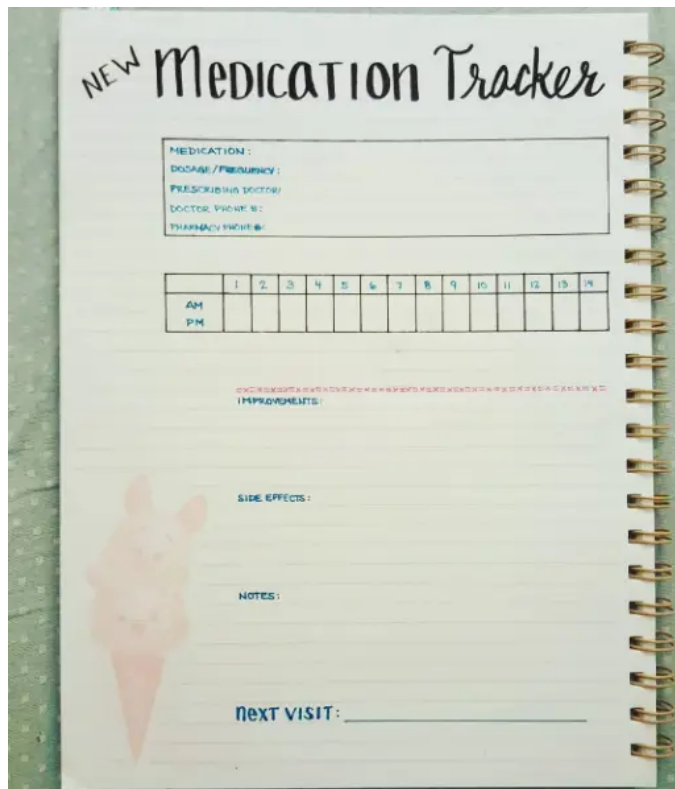 NEW Medication Tracker
MEDICATION:
DOSAGE/FREQUENCY:
PRESCRIBING DOCTOR:
DOCTOR PHONE #:
PHARMACY PHONE #:
1 2 3 4 5 6 7 8 9 10 11 12 13 14
AM
PM
IMPROVEMENTS:
SIDE EFFECTS:
NOTES:
NEXT VISIT: